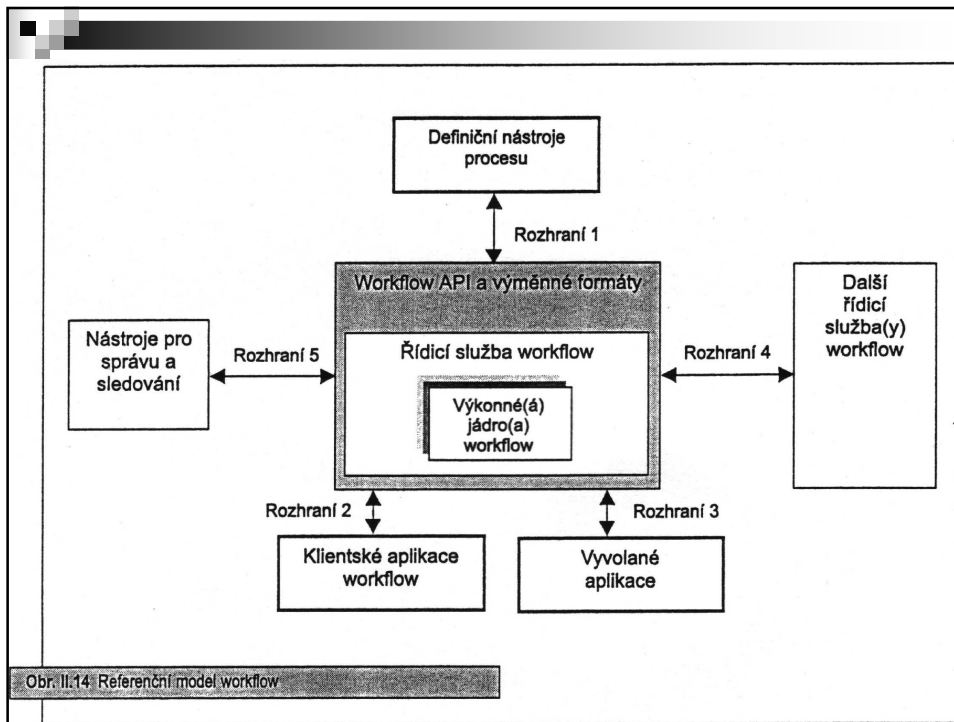 Definiční nástroje
procesu
Rozhraní 1
Workflow API a výměnné formáty
Další
řídicí
služba(y)
workflow
Nástroje pro
správu a
sledování
Rozhraní 5
Řídicí služba workflow
Rozhraní 4
Výkonné(á)
jádro(a)
workflow
Rozhraní 2
Rozhraní 3
Klientské aplikace
workflow
Vyvolané
aplikace
Obr. II.14 Referenční model workflow